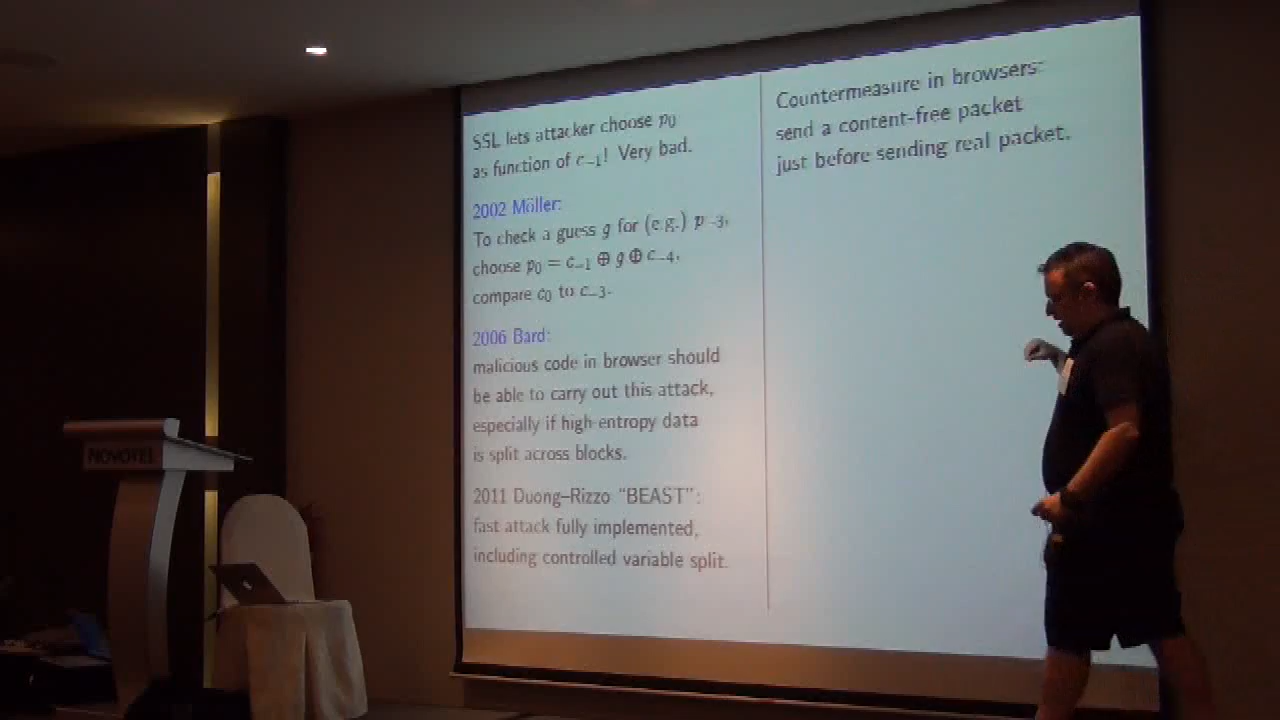 SSL lets attacker choose p₀
as function of c₋₁! Very bad.
2002 Möller:
To check a guess g for (e.g.) p₋₃,
choose p₀ = c₋₁ ⊕ g ⊕ c₋₄,
compare c₀ to c₋₃.
2006 Bard:
malicious code in browser should
be able to carry out this attack,
especially if high-entropy data
is split across blocks.
2011 Duong–Rizzo “BEAST”:
fast attack fully implemented,
including controlled variable split.
Countermeasure in browsers:
send a content-free packet
just before sending real packet.
NOVOTEL